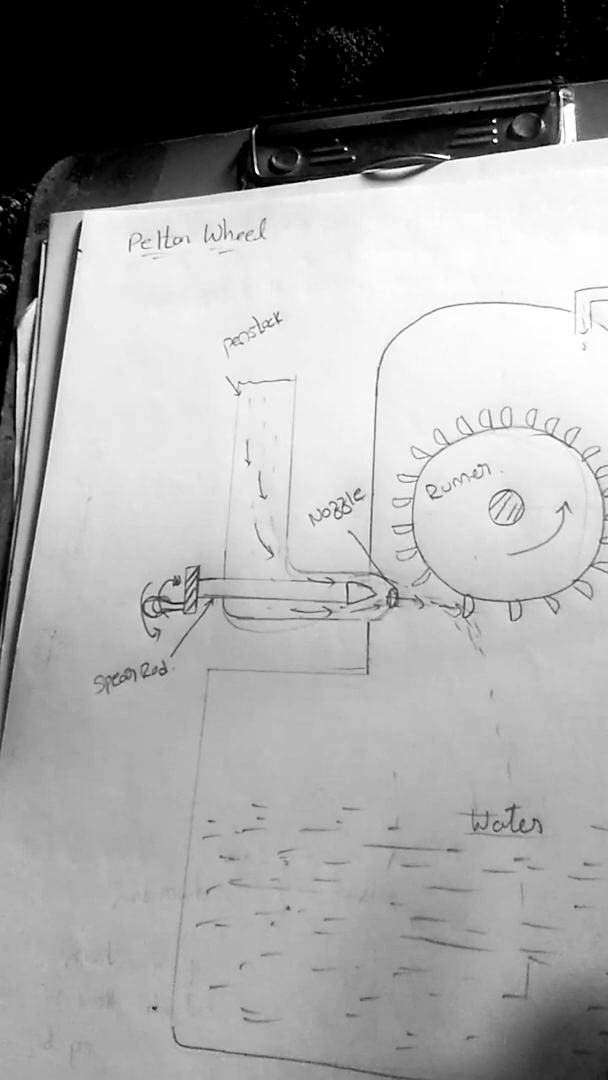 Pelton Wheel
penstock
Runner.
Nozzle
Spear Rod.
Water